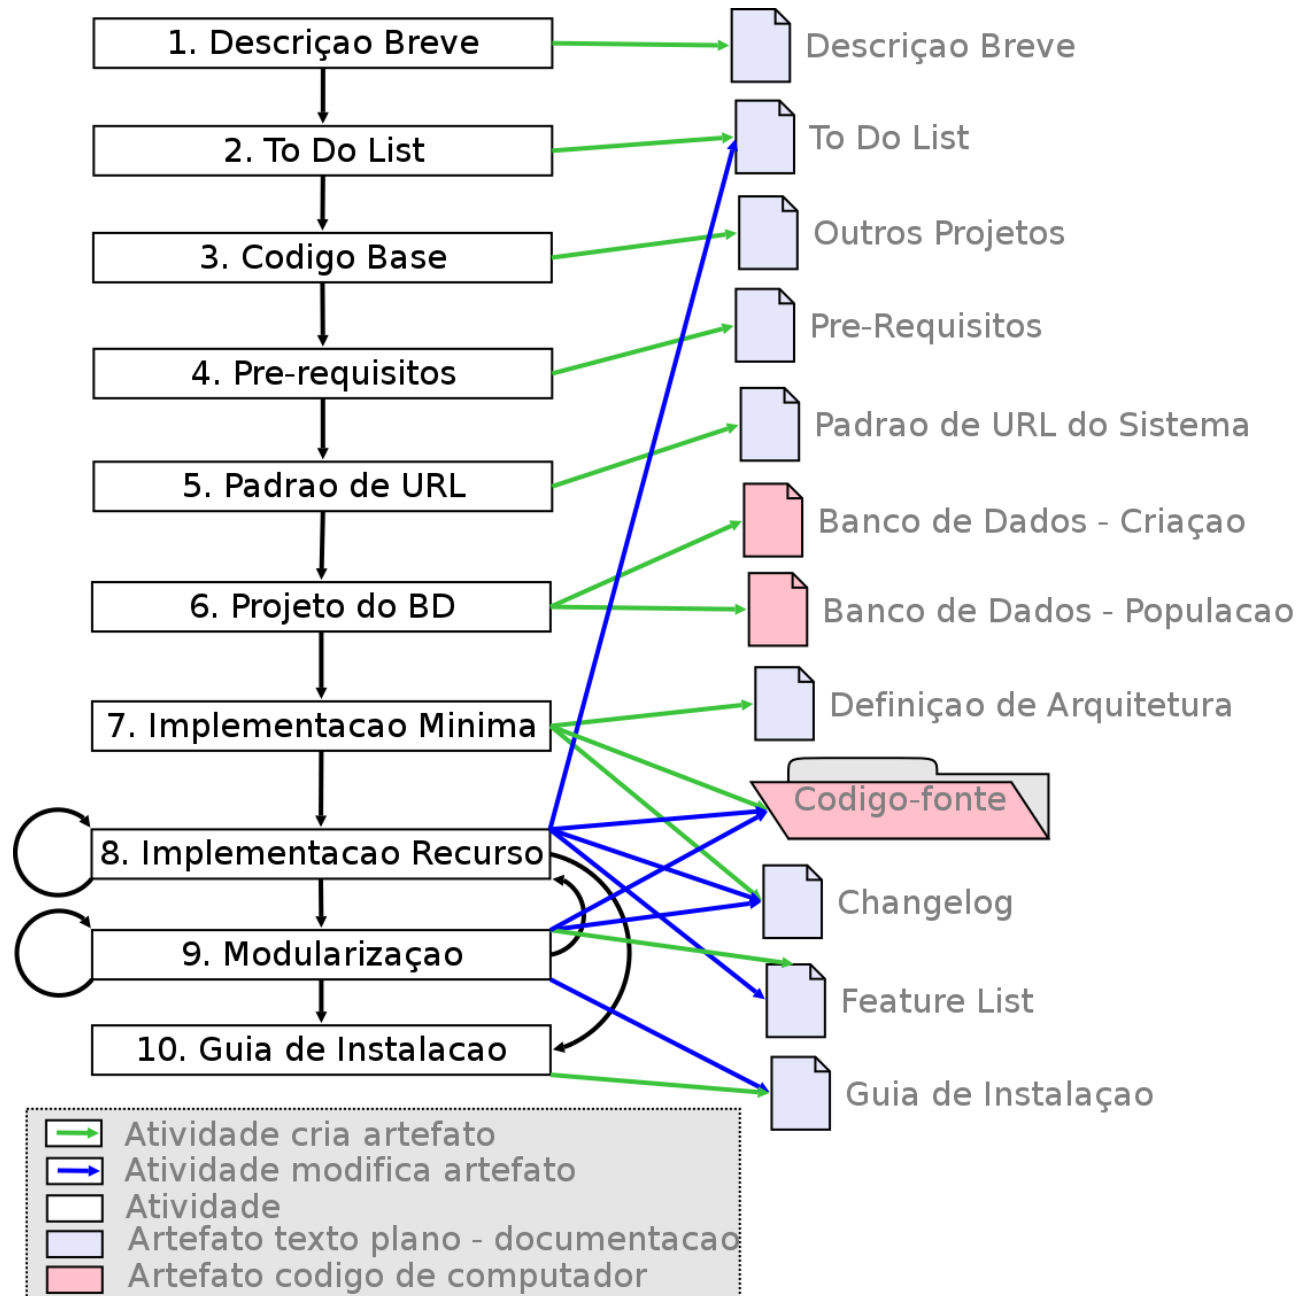 1. Descriçao Breve
Descriçao Breve
2. To Do List
To Do List
3. Codigo Base
Outros Projetos
4. Pre-requisitos
Pre-Requisitos
5. Padrao de URL
Padrao de URL do Sistema
Banco de Dados - Criaçao
6. Projeto do BD
Banco de Dados - Populacao
7. Implementacao Minima
Definiçao de Arquitetura
Codigo-fonte
8. Implementacao Recurso
Changelog
9. Modularizaçao
Feature List
10. Guia de Instalacao
Guia de Instalaçao
Atividade cria artefato
Atividade modifica artefato
Atividade
Artefato texto plano - documentacao
Artefato codigo de computador